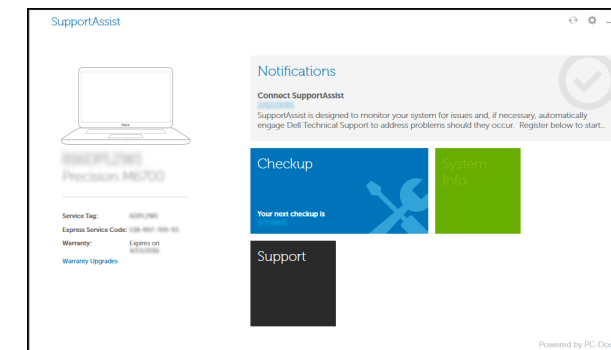 SupportAssist
Notifications
Connect SupportAssist
SupportAssist is designed to monitor your system for issues and, if necessary, automatically
engage Dell Technical Support to address problems should they occur. Register below to start...
Checkup
System
Info
Precision M6700
Your next checkup is
Service Tag:
Express Service Code:
Warranty: Expires on
Warranty Upgrades
Support
Powered by PC-Doc